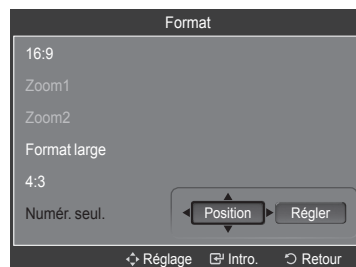 Format
16:9
Zoom1
Zoom2
Format large
4:3
Numér. seul.
Position Régler
Réglage Intro. Retour